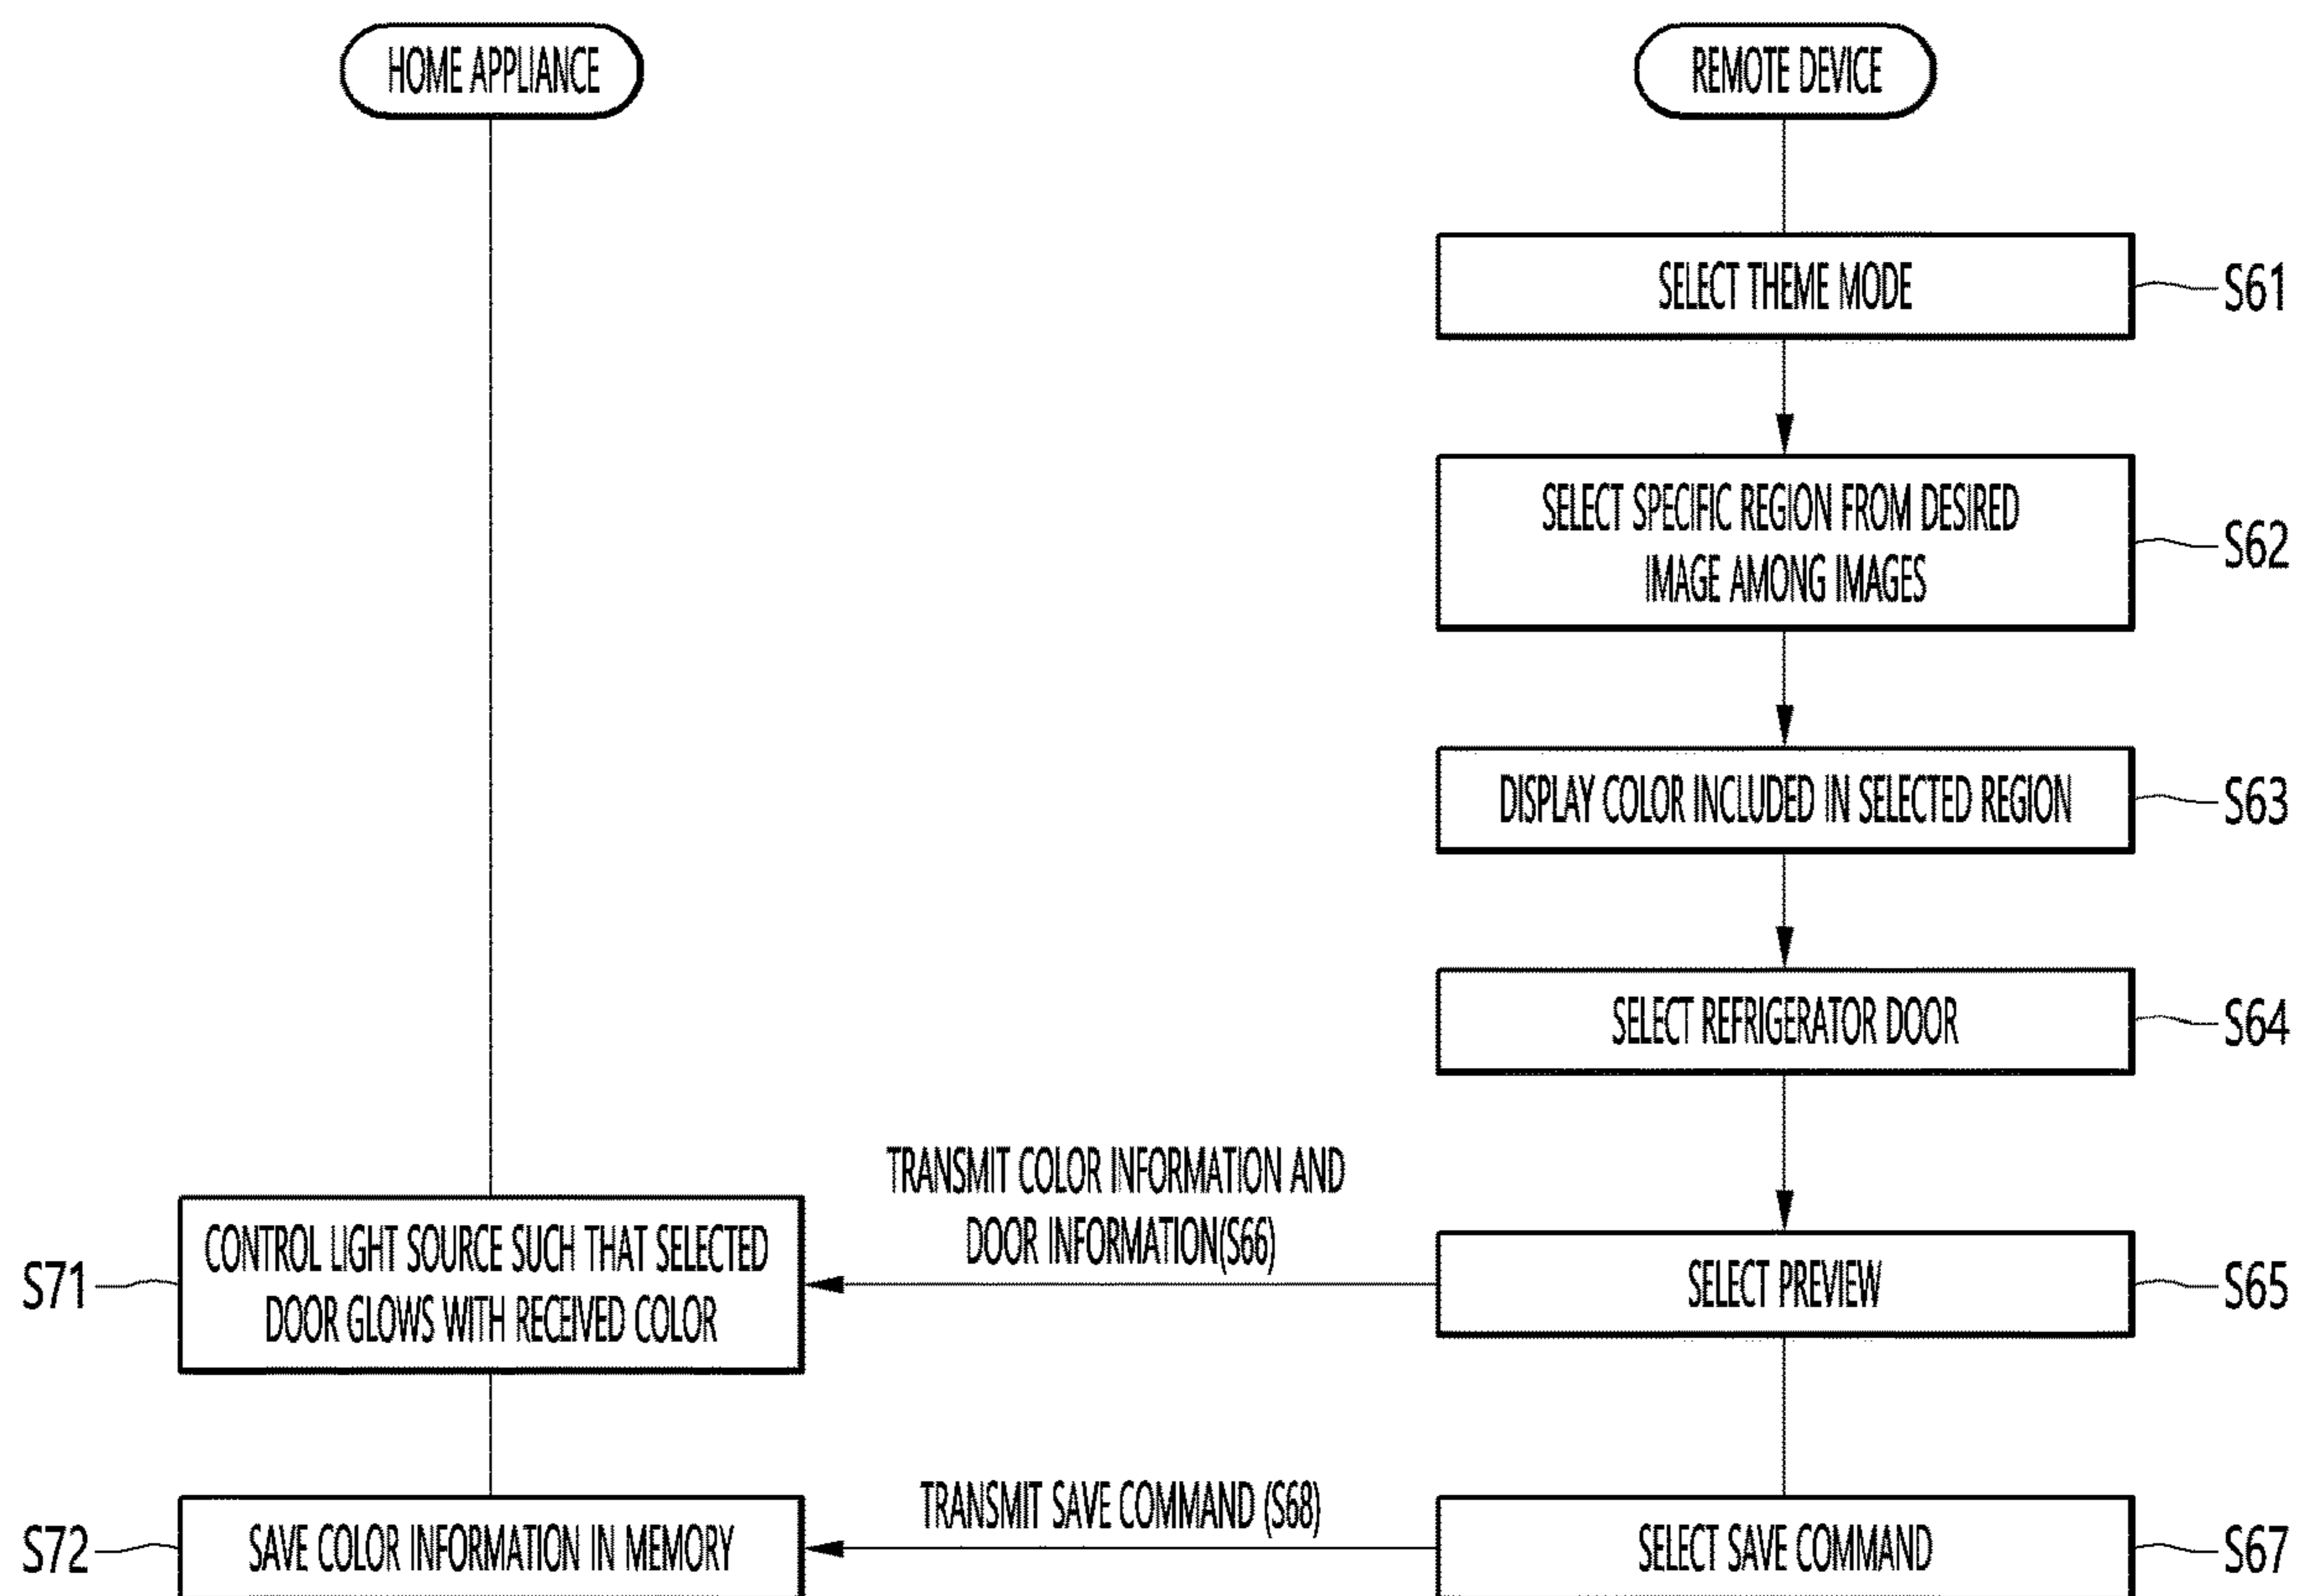 HOME APPLIANCE
REMOTE DEVICE
SELECT THEME MODE
S61
SELECT SPECIFIC REGION FROM DESIRED
IMAGE AMONG IMAGES
S62
DISPLAY COLOR INCLUDED IN SELECTED REGION
S63
SELECT REFRIGERATOR DOOR
S64
TRANSMIT COLOR INFORMATION AND
DOOR INFORMATION(S66)
S71
CONTROL LIGHT SOURCE SUCH THAT SELECTED
DOOR GLOWS WITH RECEIVED COLOR
SELECT PREVIEW
S65
TRANSMIT SAVE COMMAND (S68)
S72
SAVE COLOR INFORMATION IN MEMORY
SELECT SAVE COMMAND
S67